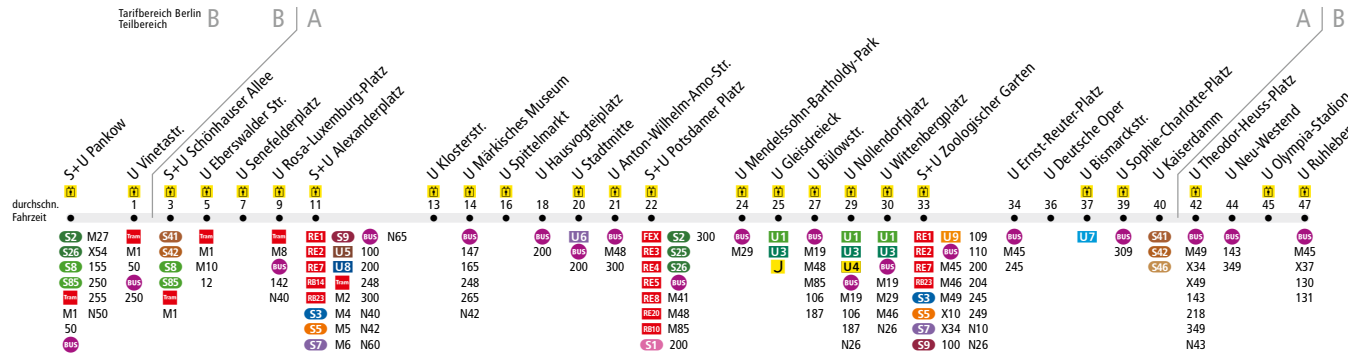 Tarifbereich Berlin
Teilbereich
B
B
A
A
B
S+U Pankow
U Vinetastr.
S+U Schönhauser Allee
U Eberswalder Str.
U Senefelderplatz
U Rosa-Luxemburg-Platz
S+U Alexanderplatz
U Klosterstr.
U Märkisches Museum
U Spittelmarkt
U Hausvogteiplatz
U Stadtmitte
U Anton-Wilhelm-Amo-Str.
S+U Potsdamer Platz
U Mendelssohn-Bartholdy-Park
U Gleisdreieck
U Bülowstr.
U Nollendorfplatz
U Wittenbergplatz
S+U Zoologischer Garten
U Ernst-Reuter-Platz
U Deutsche Oper
U Bismarckstr.
U Sophie-Charlotte-Platz
U Kaiserdamm
U Theodor-Heuss-Platz
U Neu-Westend
U Olympia-Stadion
U Ruhleben
durchschn. 1 3 5 7 9 11 13 14 16 18 20 21 22 24 25 27 29 30 33 34 36 37 39 40 42 44 45 47
Fahrzeit
S2 M27
S26 X54
S8 155
S85 250
Tram 255
M1 N50
50
BUS
Tram
M1
50
BUS
250
S41
S42
S8
S85
Tram
M1
Tram
M1
M10
12
Tram
M8
BUS
142
N40
RE1 S9 BUS N65
RE2 U5 100
RE7 U8 200
RB14 Tram 248
RB23 M2 300
S3 M4 N40
S5 M5 N42
S7 M6 N60
BUS
147
165
248
265
N42
BUS
200
U6
BUS
200
BUS
M48
300
FEX S2 300
RE3 S25
RE4 S26
RE5 BUS
RE8 M41
RE20 M48
RB10 M85
S1 200
BUS
M29
U1
U3
BUS
M19
M48
M85
106
187
U1
U3
U4
BUS
M19
106
187
N26
U1
U3
BUS
M19
M29
M46
N26
RE1 U9 109
RE2 BUS 110
RE7 M45 200
RB23 M46 204
S3 M49 245
S5 X10 249
S7 X34 N10
S9 100 N26
BUS
M45
245
U7
BUS
309
S41
S42
S46
BUS
M49
X34
X49
143
218
349
N43
BUS
143
349
BUS
M45
X37
130
131